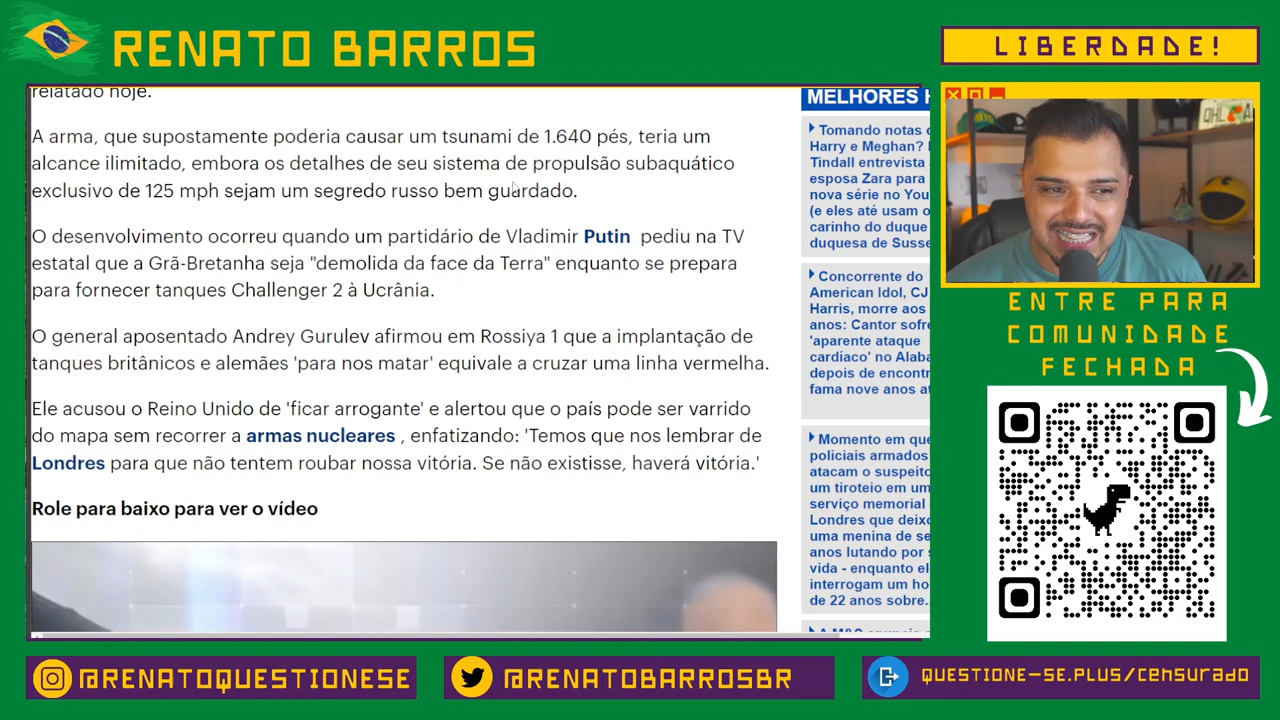 RENATO BARROS
LIBERDADE!
relatado hoje.
A arma, que supostamente poderia causar um tsunami de 1.640 pés, teria um
alcance ilimitado, embora os detalhes de seu sistema de propulsão subaquático
exclusivo de 125 mph sejam um segredo russo bem guardado.
O desenvolvimento ocorreu quando um partidário de Vladimir Putin pediu na TV
estatal que a Grã-Bretanha seja "demolida da face da Terra" enquanto se prepara
para fornecer tanques Challenger 2 à Ucrânia.
O general aposentado Andrey Gurulev afirmou em Rossiya 1 que a implantação de
tanques britânicos e alemães 'para nos matar' equivale a cruzar uma linha vermelha.
Ele acusou o Reino Unido de 'ficar arrogante' e alertou que o país pode ser varrido
do mapa sem recorrer a armas nucleares , enfatizando: 'Temos que nos lembrar de
Londres para que não tentem roubar nossa vitória. Se não existisse, haverá vitória.'
Role para baixo para ver o vídeo
MELHORES H
Tomando notas d
Harry e Meghan? I
Tindall entrevista
esposa Zara para
nova série no You
(e eles até usam o
carinho do duque
duquesa de Susse
Concorrente do
American Idol, CJ
Harris, morre aos
anos: Cantor sofre
'aparente ataque
cardíaco' no Alaba
depois de encontr
fama nove anos at
Momento em que
policiais armados
atacam o suspeito
um tiroteio em um
serviço memorial
Londres que deixo
uma menina de se
anos lutando por s
vida - enquanto el
interrogam um ho
de 22 anos sobre..
QHL
ENTRE PARA
COMUNIDADE
FECHADA
@RENATOQUESTIONESE
@RENATOBARROSBR
QUESTIONE-SE.PLUS/censurado